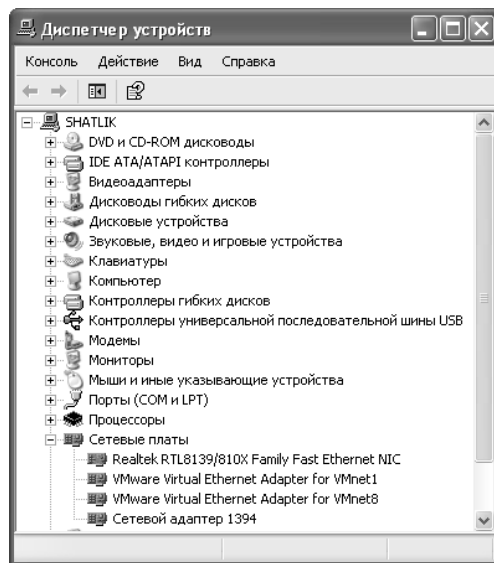 Диспетчер устройств
Консоль Действие Вид Справка
SHATLIK
DVD и CD-ROM дисководы
IDE ATA/ATAPI контроллеры
Видеоадаптеры
Дисководы гибких дисков
Дисковые устройства
Звуковые, видео и игровые устройства
Клавиатуры
Компьютер
Контроллеры гибких дисков
Контроллеры универсальной последовательной шины USB
Модемы
Мониторы
Мыши и иные указывающие устройства
Порты (COM и LPT)
Процессоры
Сетевые платы
Realtek RTL8139/810X Family Fast Ethernet NIC
VMware Virtual Ethernet Adapter for VMnet1
VMware Virtual Ethernet Adapter for VMnet8
Сетевой адаптер 1394